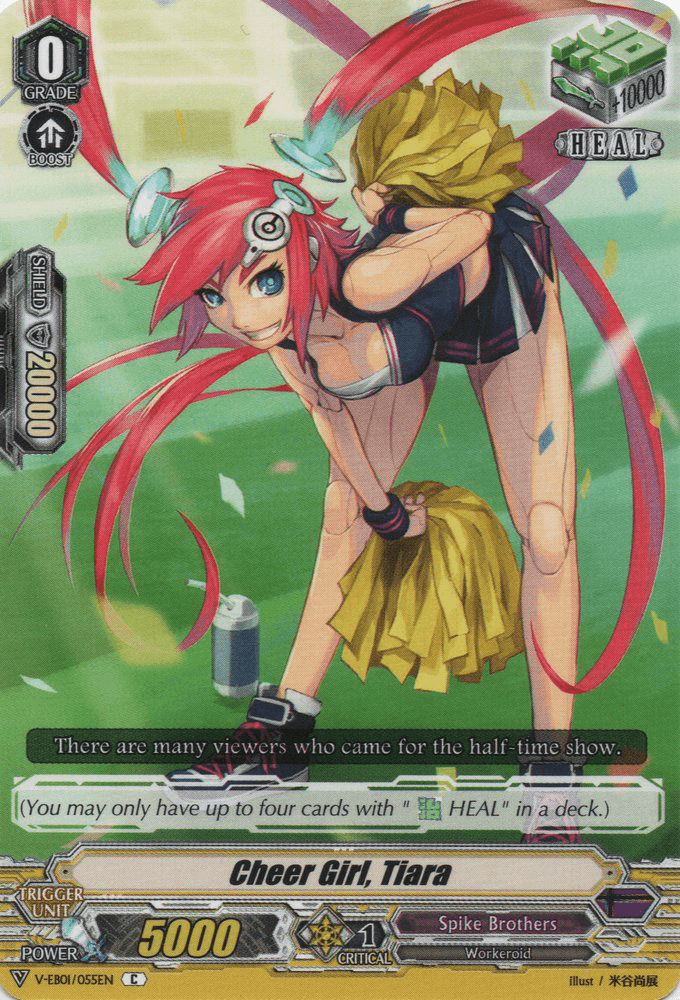 0
GRADE
BOOST
治
+10000
HEAL
SHIELD
20000
There are many viewers who came for the half-time show.
(You may only have up to four cards with " 治 HEAL" in a deck.)
Cheer Girl, Tiara
TRIGGER
UNIT
POWER 5000
1
CRITICAL
Spike Brothers
Workeroid
V-EB01/055EN C
illust / 米谷尚展